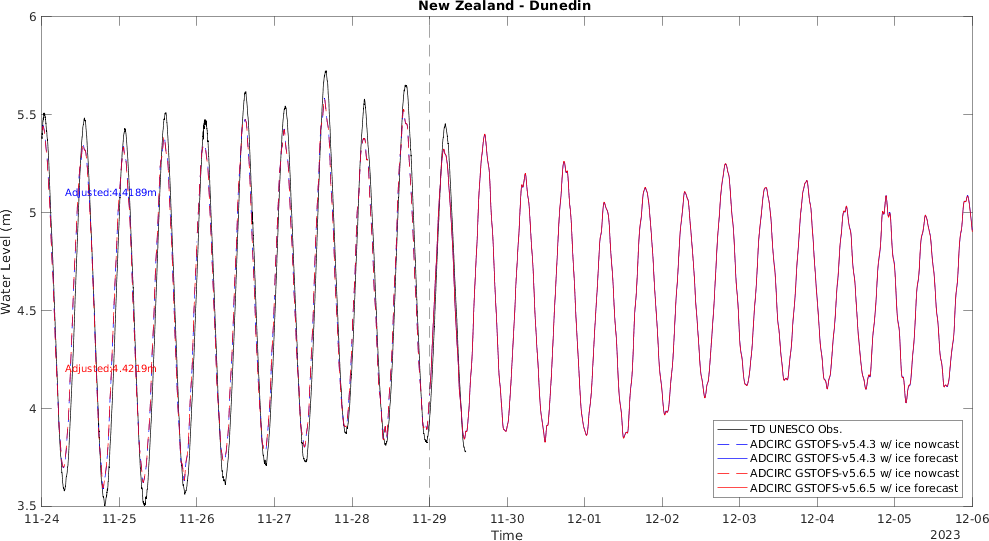 New Zealand - Dunedin
6
5.5
5
4.5
4
3.5
Water Level (m)
Adjusted:4.4189m
Adjusted:4.4219m
TD UNESCO Obs.
ADCIRC GSTOFS-v5.4.3 w/ ice nowcast
ADCIRC GSTOFS-v5.4.3 w/ ice forecast
ADCIRC GSTOFS-v5.6.5 w/ ice nowcast
ADCIRC GSTOFS-v5.6.5 w/ ice forecast
11-24 11-25 11-26 11-27 11-28 11-29 11-30 12-01 12-02 12-03 12-04 12-05 12-06
Time
2023